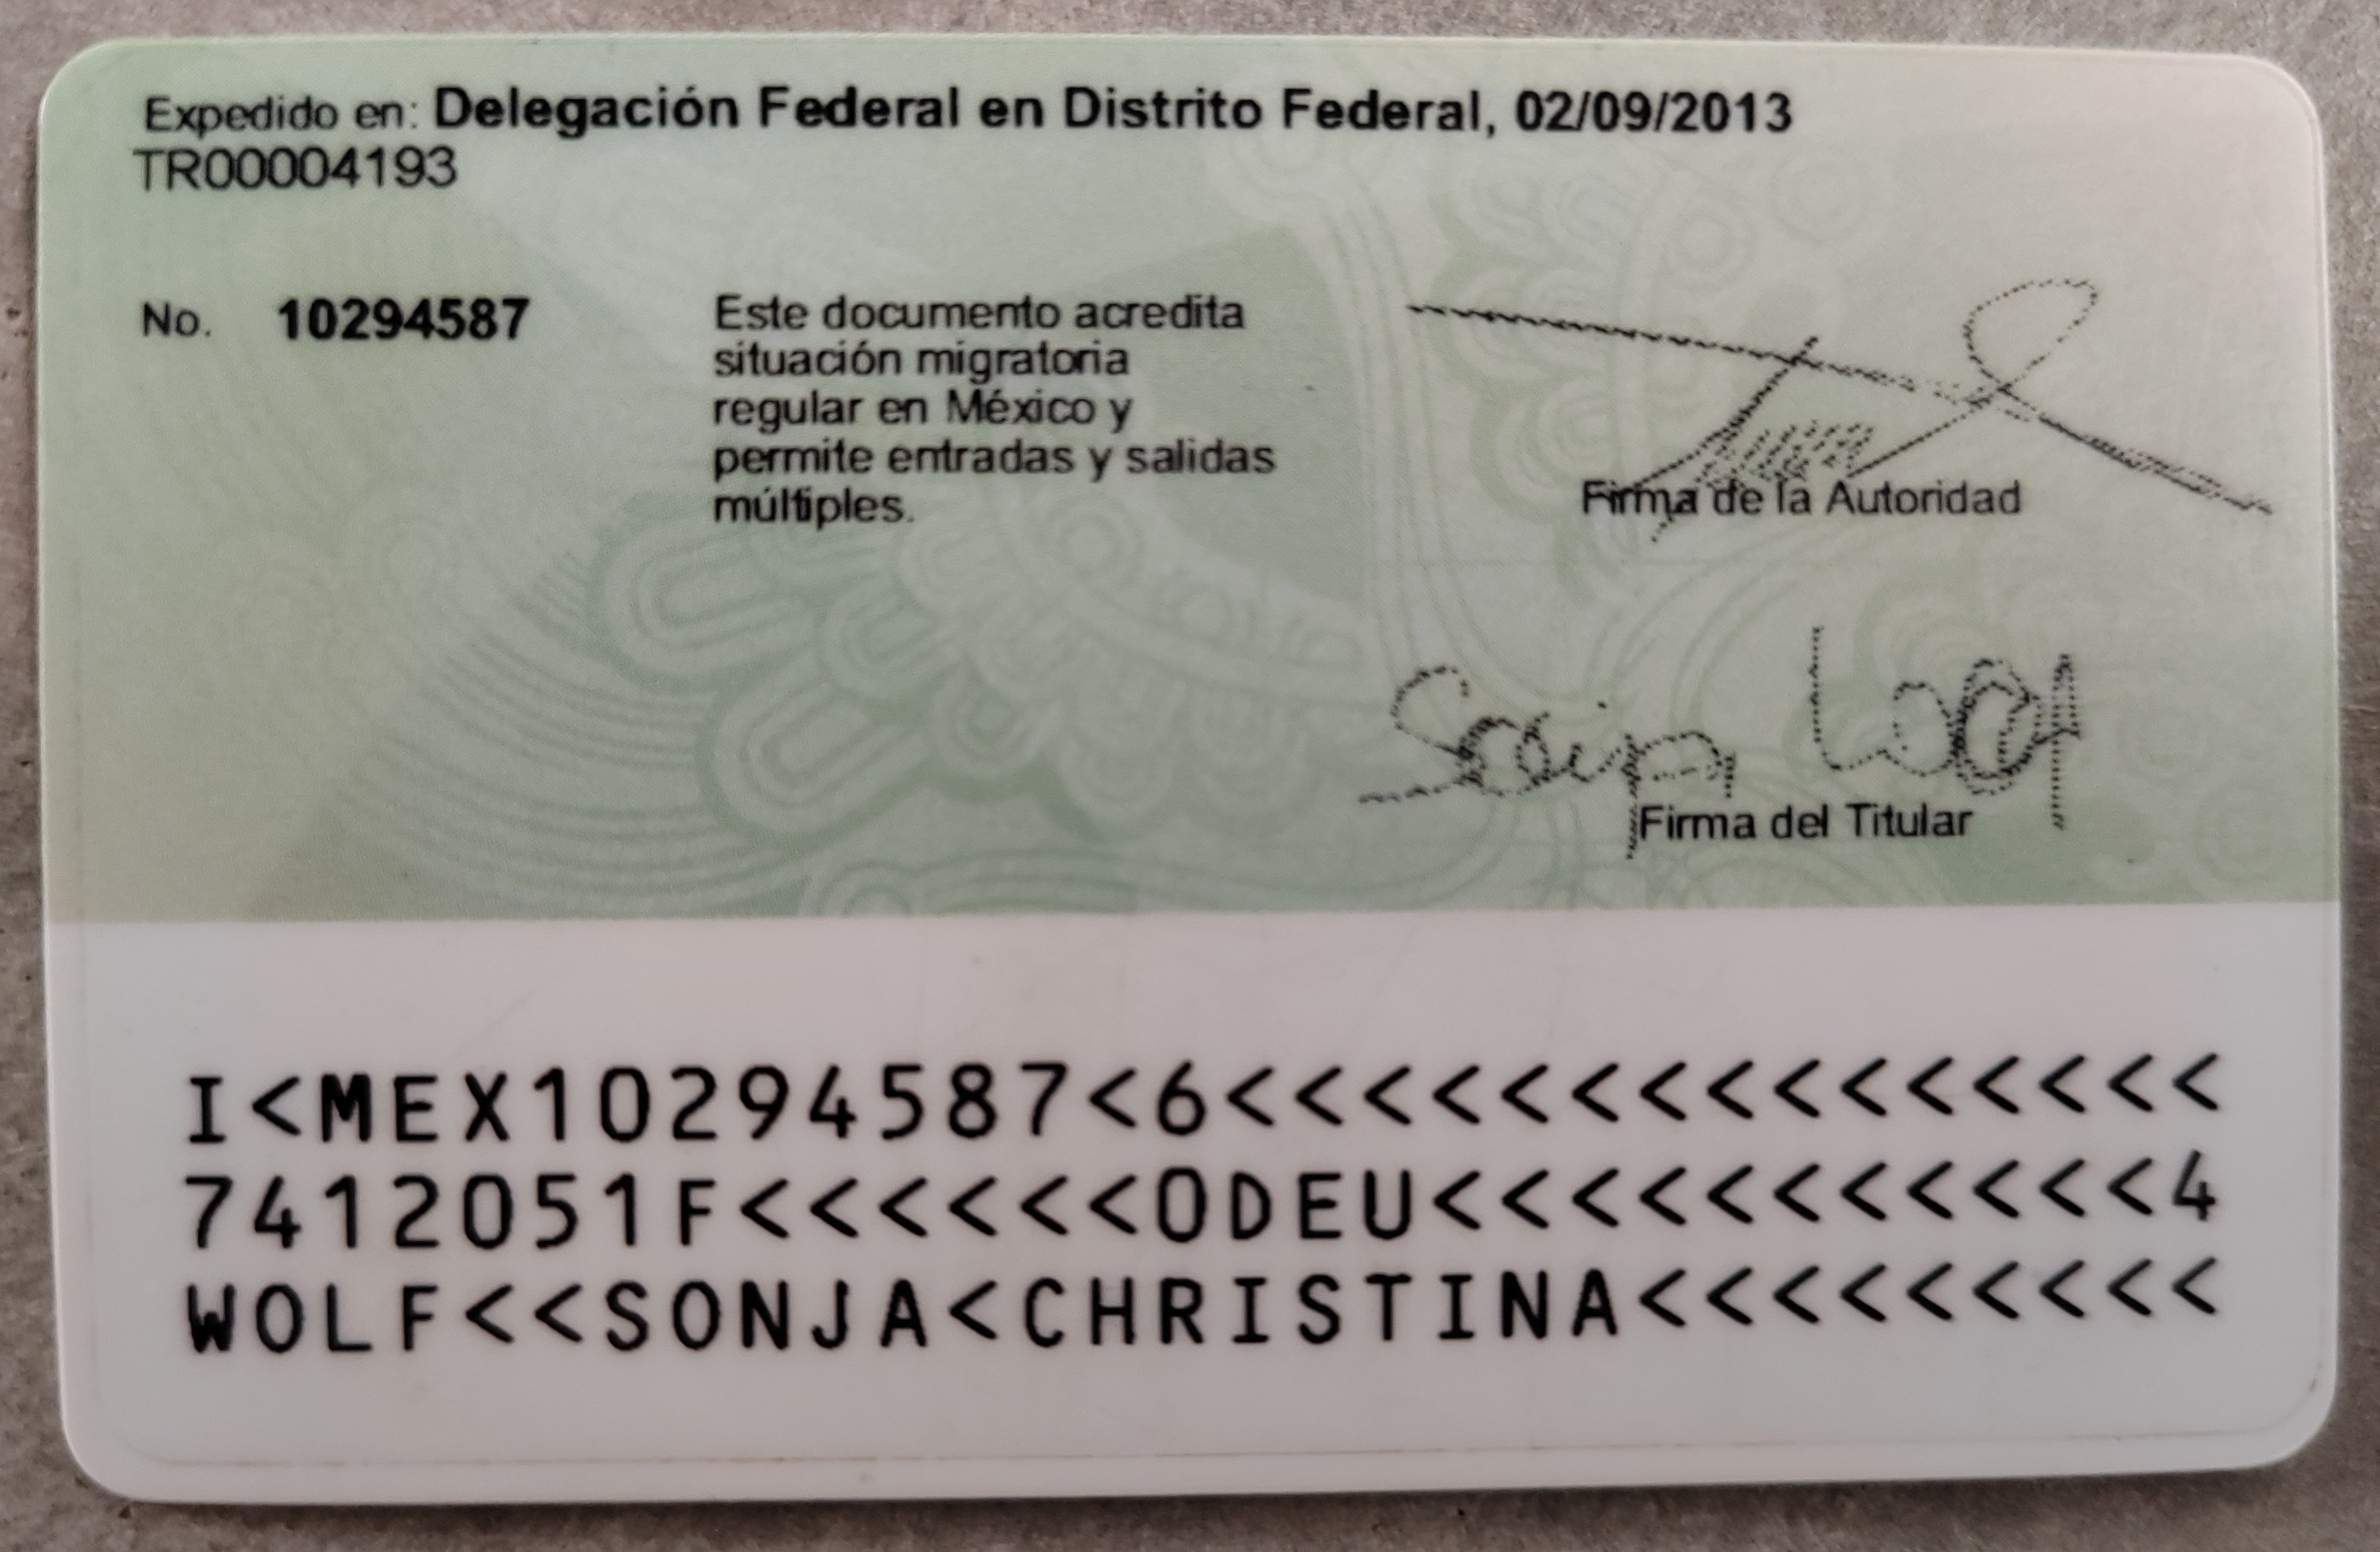 Expedido en: Delegación Federal en Distrito Federal, 02/09/2013
TR00004193
No. 10294587
Este documento acredita
situación migratoria
regular en México y
permite entradas y salidas
múltiples.
Firma de la Autoridad
Firma del Titular
I<MEX10294587<6<<<<<<<<<<<<<<<
7412051F<<<<<<0DEU<<<<<<<<<<<4
WOLF<<SONJA<CHRISTINA<<<<<<<<<